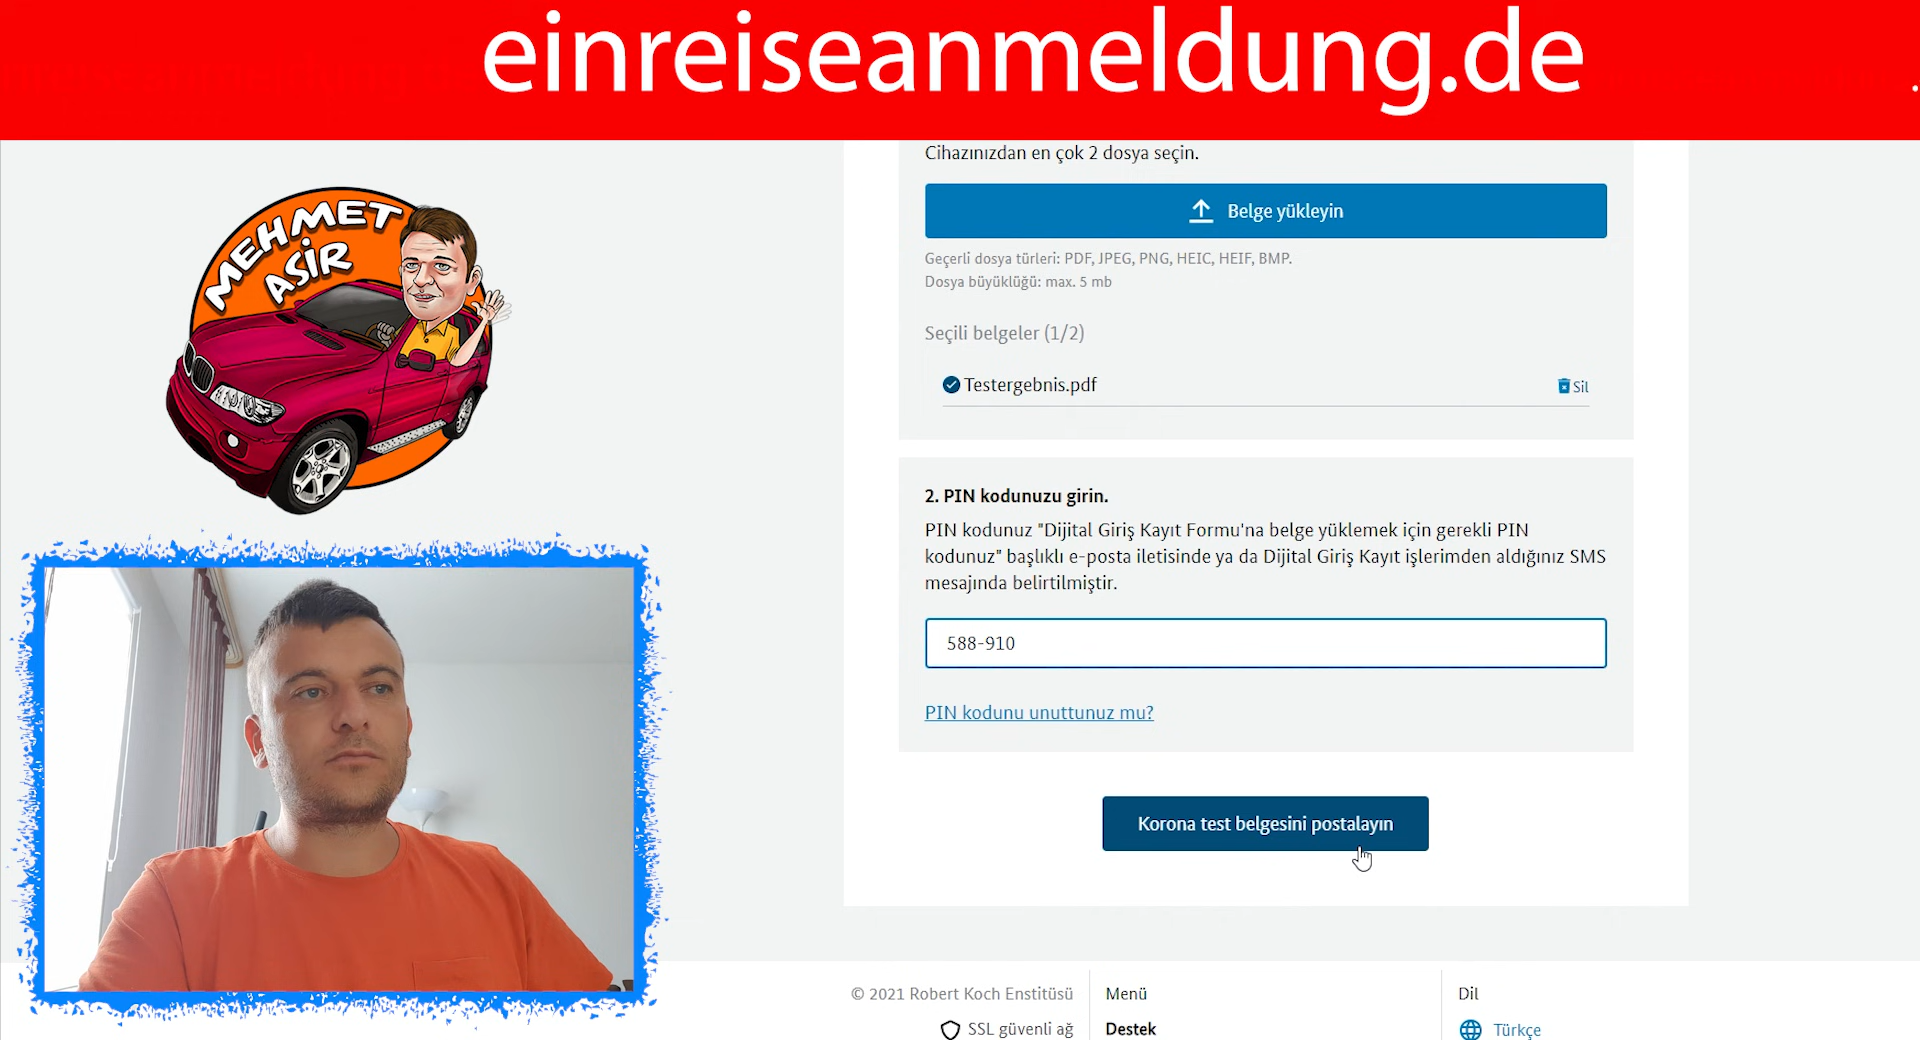 einreiseanmeldung.de
MEHMET
ASİR
Cihazınızdan en çok 2 dosya seçin.
Belge yükleyin
Geçerli dosya türleri: PDF, JPEG, PNG, HEIC, HEIF, BMP.
Dosya büyüklüğü: max. 5 mb
Seçili belgeler (1/2)
Testergebnis.pdf
Sil
2. PIN kodunuzu girin.
PIN kodunuz "Dijital Giriş Kayıt Formu'na belge yüklemek için gerekli PIN
kodunuz" başlıklı e-posta iletisinde ya da Dijital Giriş Kayıt işlerimden aldığınız SMS
mesajında belirtilmiştir.
588-910
PIN kodunu unuttunuz mu?
Korona test belgesini postalayın
© 2021 Robert Koch Enstitüsü
SSL güvenli ağ
Menü
Destek
Dil
Türkçe